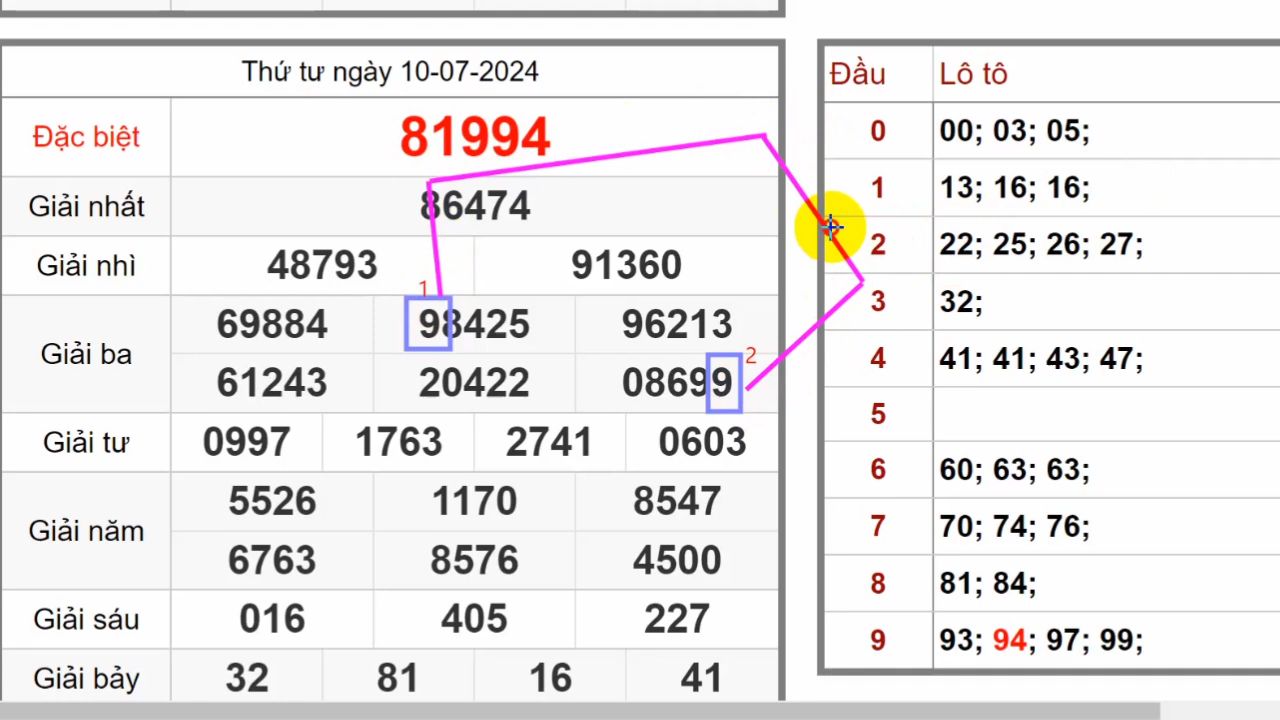 Thứ tư ngày 10-07-2024
Đặc biệt 81994
Giải nhất 86474
Giải nhì 48793 91360
1
Giải ba 69884 98425 96213
61243 20422 08699 2
Giải tư 0997 1763 2741 0603
Giải năm 5526 1170 8547
6763 8576 4500
Giải sáu 016 405 227
Giải bảy 32 81 16 41
Đầu Lô tô
0 00; 03; 05;
1 13; 16; 16;
2 22; 25; 26; 27;
3 32;
4 41; 41; 43; 47;
5
6 60; 63; 63;
7 70; 74; 76;
8 81; 84;
9 93; 94; 97; 99;